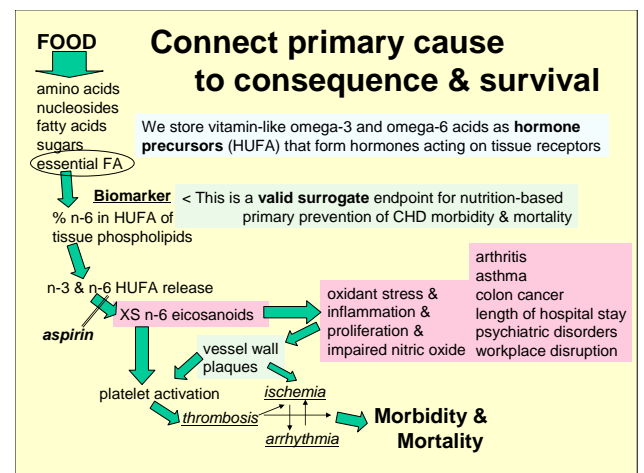 FOOD
Connect primary cause
to consequence & survival
amino acids
nucleosides
fatty acids
sugars
essential FA
We store vitamin-like omega-3 and omega-6 acids as hormone
precursors (HUFA) that form hormones acting on tissue receptors
Biomarker
< This is a valid surrogate endpoint for nutrition-based
primary prevention of CHD morbidity & mortality
% n-6 in HUFA of
tissue phospholipids
n-3 & n-6 HUFA release
aspirin
XS n-6 eicosanoids
oxidant stress &
inflammation &
proliferation &
impaired nitric oxide
arthritis
asthma
colon cancer
length of hospital stay
psychiatric disorders
workplace disruption
vessel wall
plaques
platelet activation
ischemia
thrombosis
arrhythmia
Morbidity &
Mortality